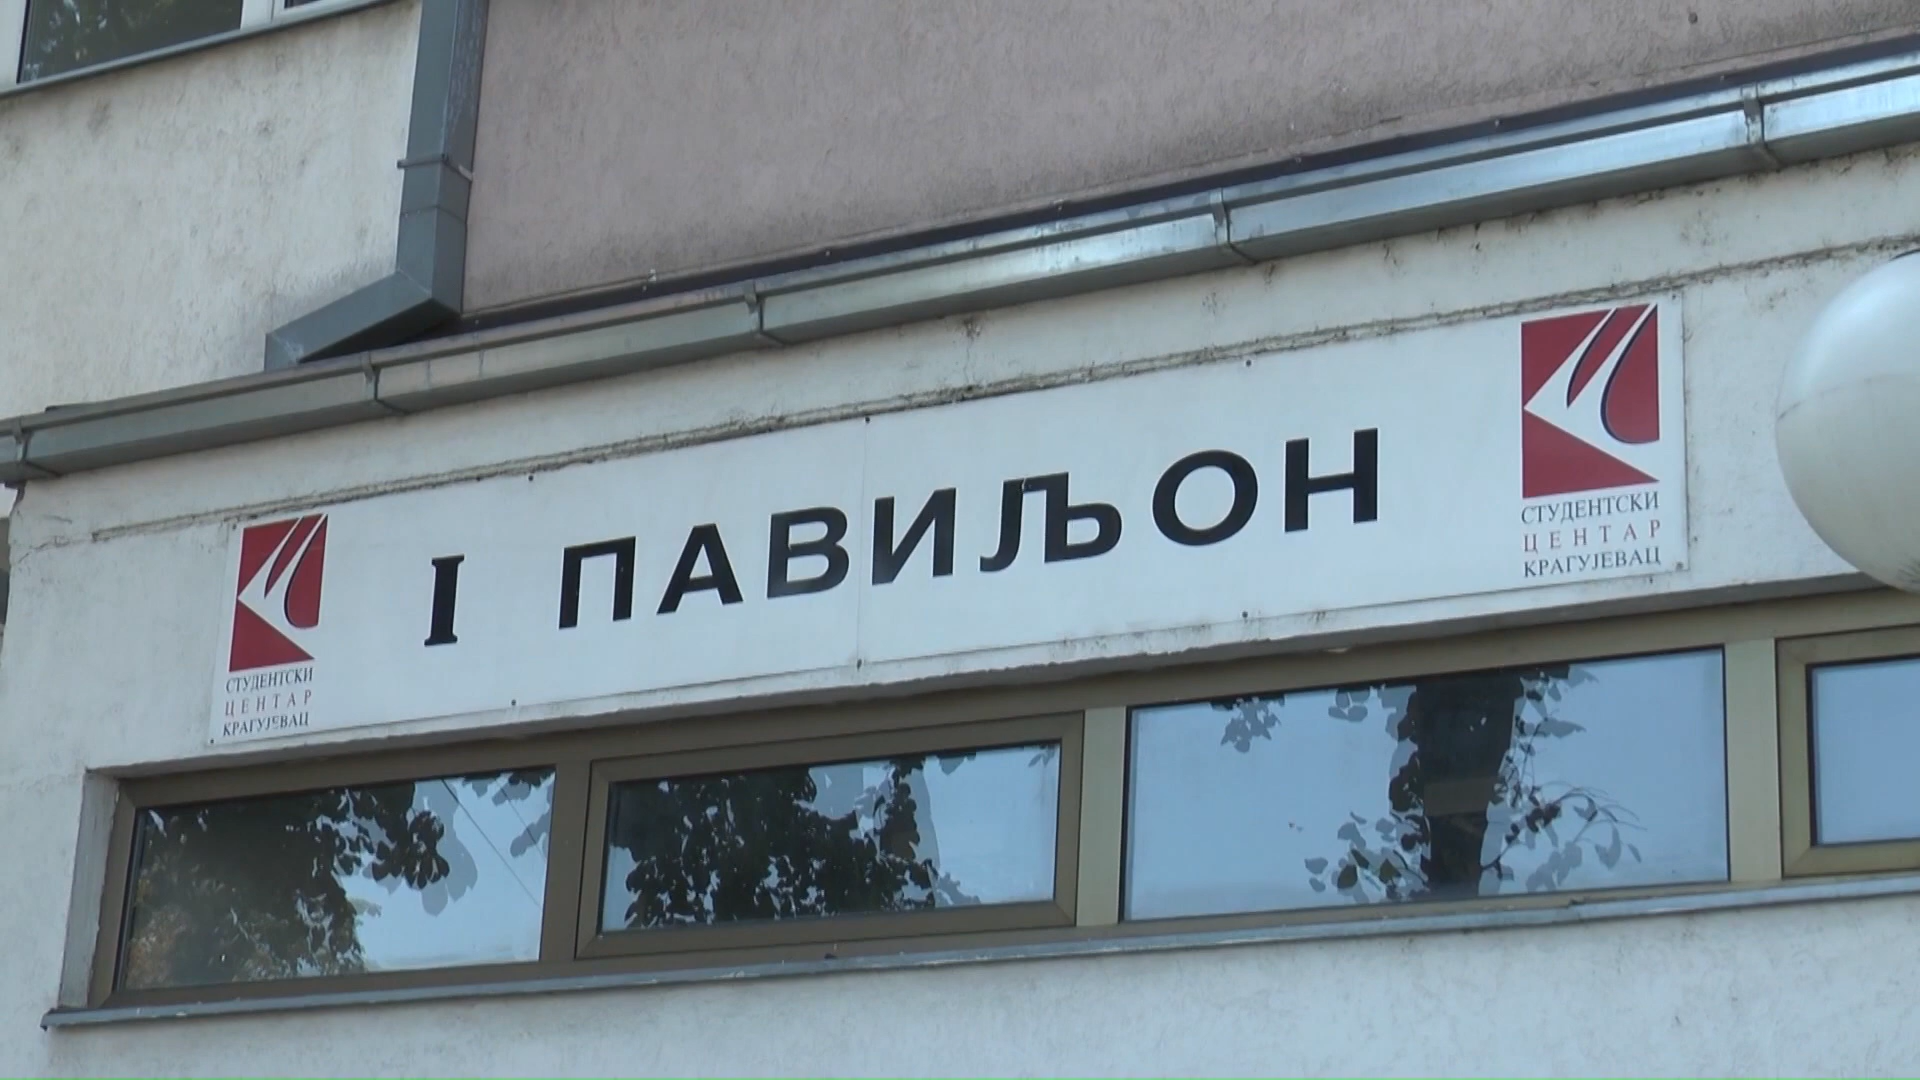 СТУДЕНТСКИ
ЦЕНТАР
КРАГУЈЕВАЦ
I ПАВИЉОН
СТУДЕНТСКИ
ЦЕНТАР
КРАГУЈЕВАЦ